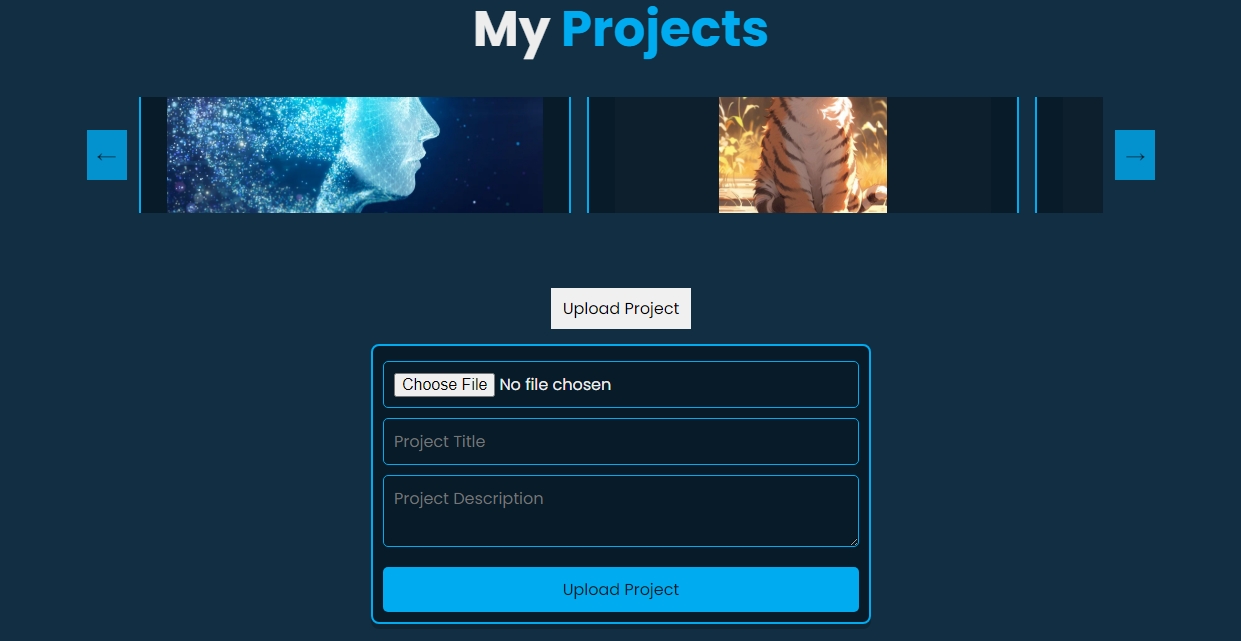 My Projects
←
→
Upload Project
Choose File No file chosen
Project Title
Project Description
Upload Project